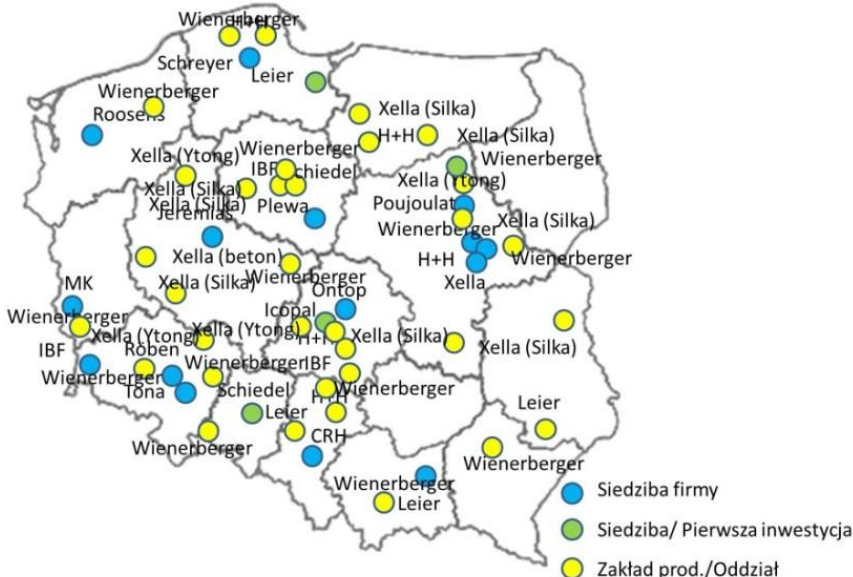 Wienerberger
H+H
Schreyer
Leier
Wienerberger
Roosens
Xella (Silka)
H+H
Xella (Silka)
Wienerberger
Wienerberger
Xella (Ytong)
IBF
Schiedel
Xella (Ytong)
Xella (Silka)
Xella (Silka)
Jeremias
Plewa
Poujoulat
Wienerberger
Xella (Silka)
Xella (beton)
Wienerberger
H+H
Wienerberger
Xella
MK
Xella (Silka)
Ontop
Wienerberger
Icopal
Xella (Ytong)
Xella (Ytong)
H+H
Xella (Silka)
Xella (Silka)
IBF
Röben
Wienerberger
Wienerberger
IBF
Tona
Schiedel
Wienerberger
H+H
Leier
Leier
CRH
Wienerberger
Wienerberger
Wienerberger
Leier
Siedziba firmy
Siedziba/ Pierwsza inwestycja
Zakład prod./Oddział